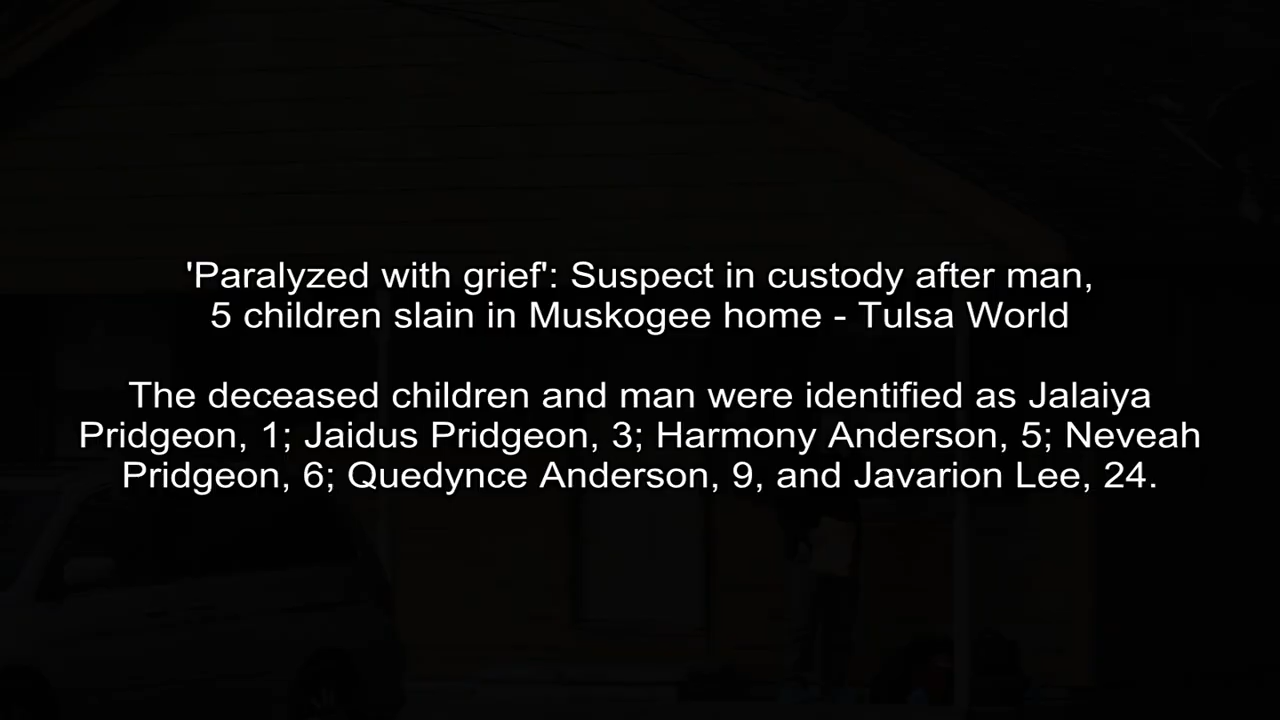 'Paralyzed with grief': Suspect in custody after man,
5 children slain in Muskogee home - Tulsa World
The deceased children and man were identified as Jalaiya
Pridgeon, 1; Jaidus Pridgeon, 3; Harmony Anderson, 5; Neveah
Pridgeon, 6; Quedynce Anderson, 9, and Javarion Lee, 24.